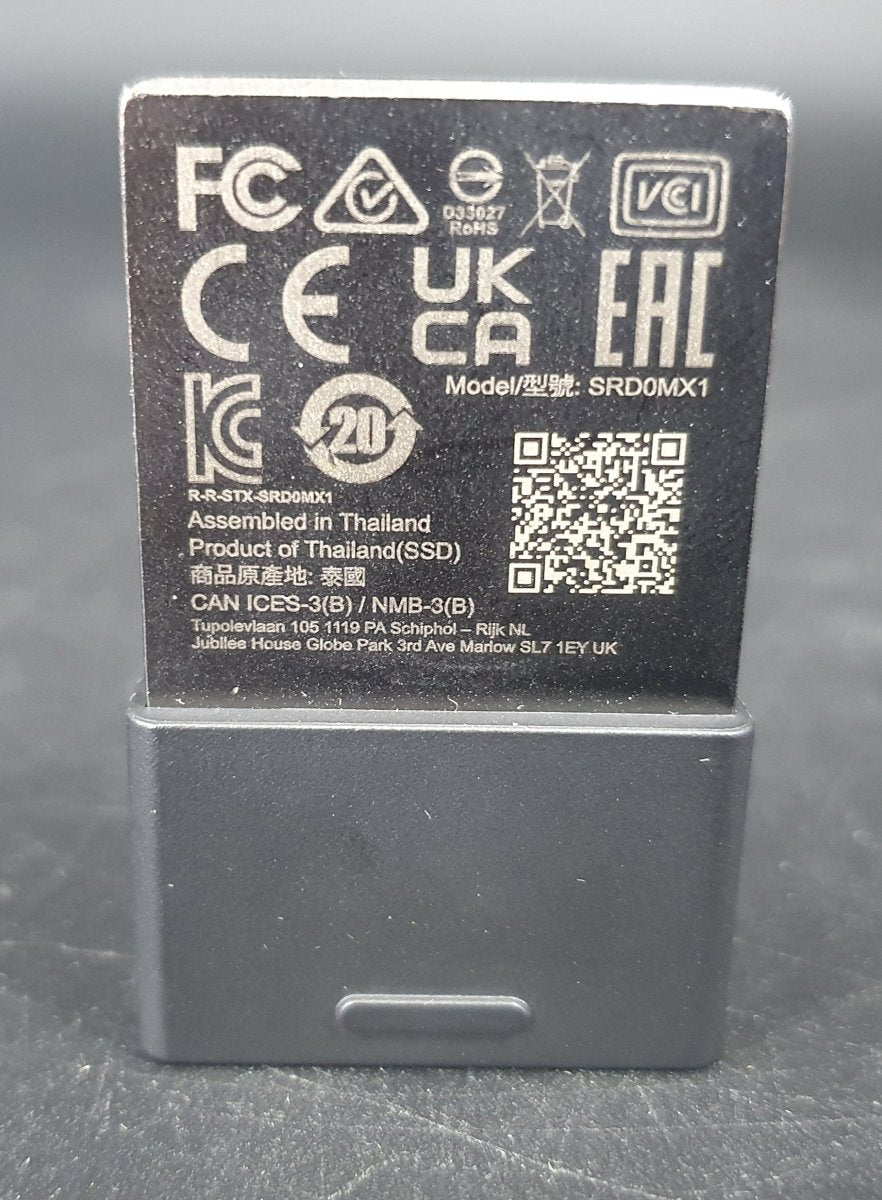 FC
D33027
RoHS
VCI
CE
UK
CA
EAC
Model/型號: SRD0MX1
KC
20
R-R-STX-SRD0MX1
Assembled in Thailand
Product of Thailand(SSD)
商品原產地: 泰國
CAN ICES-3(B) / NMB-3(B)
Tupolevlaan 105 1119 PA Schiphol – Rijk NL
Jubilee House Globe Park 3rd Ave Marlow SL7 1EY UK